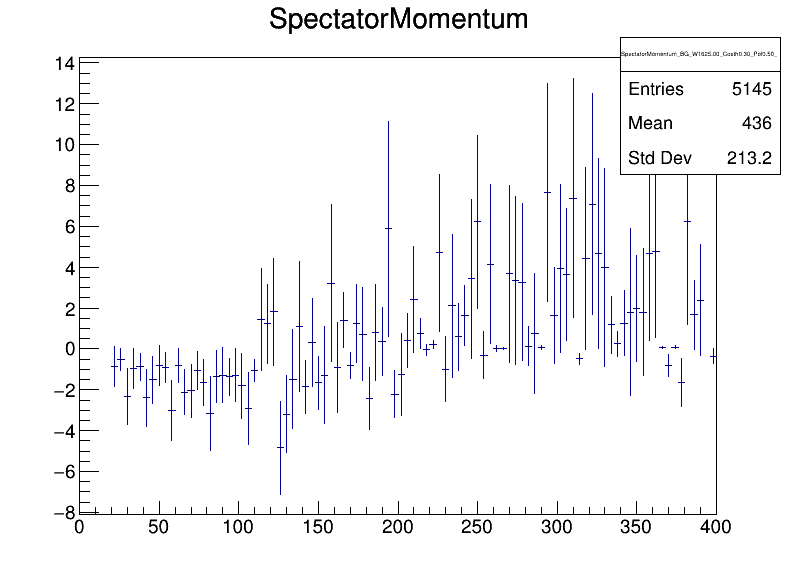 SpectatorMomentum
SpectatorMomentum_BG_W1625.00_Costh0.30_Pol0.50_
Entries 5145
Mean 436
Std Dev 213.2
14
12
10
8
6
4
2
0
−2
−4
−6
−8
0 50 100 150 200 250 300 350 400